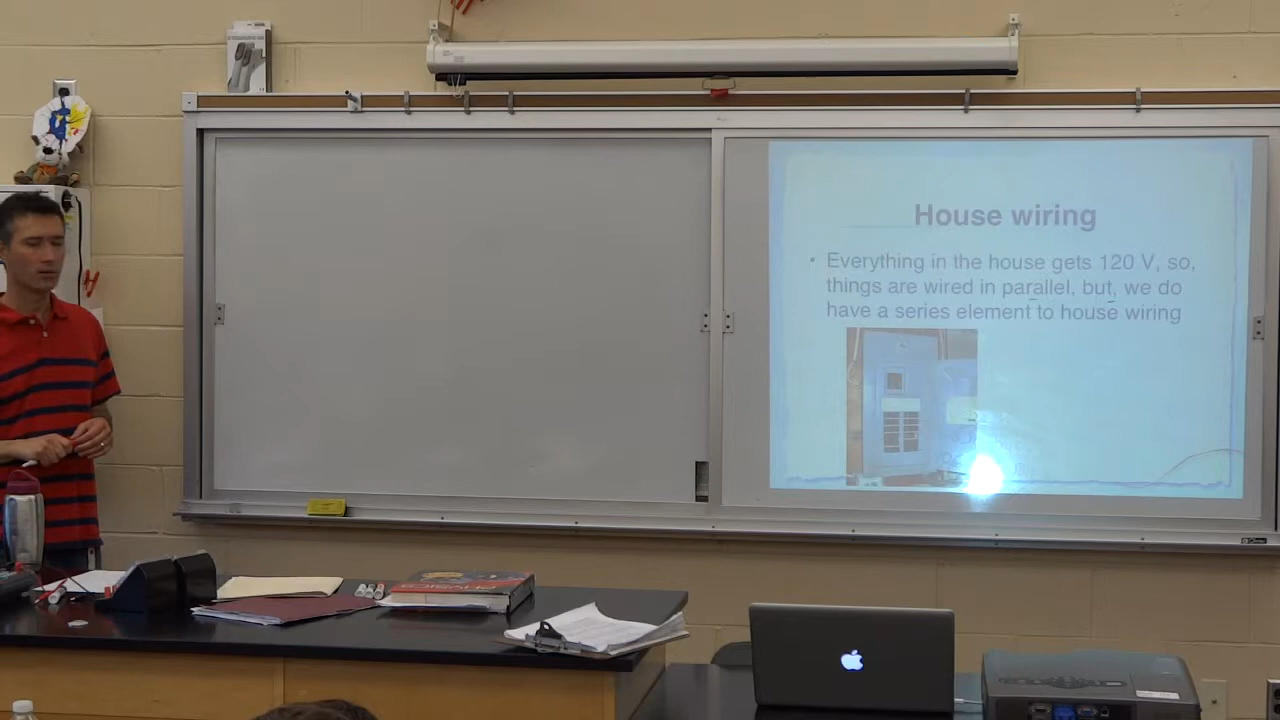 House wiring
• Everything in the house gets 120 V, so,
things are wired in parallel, but, we do
have a series element to house wiring
PHYSICS